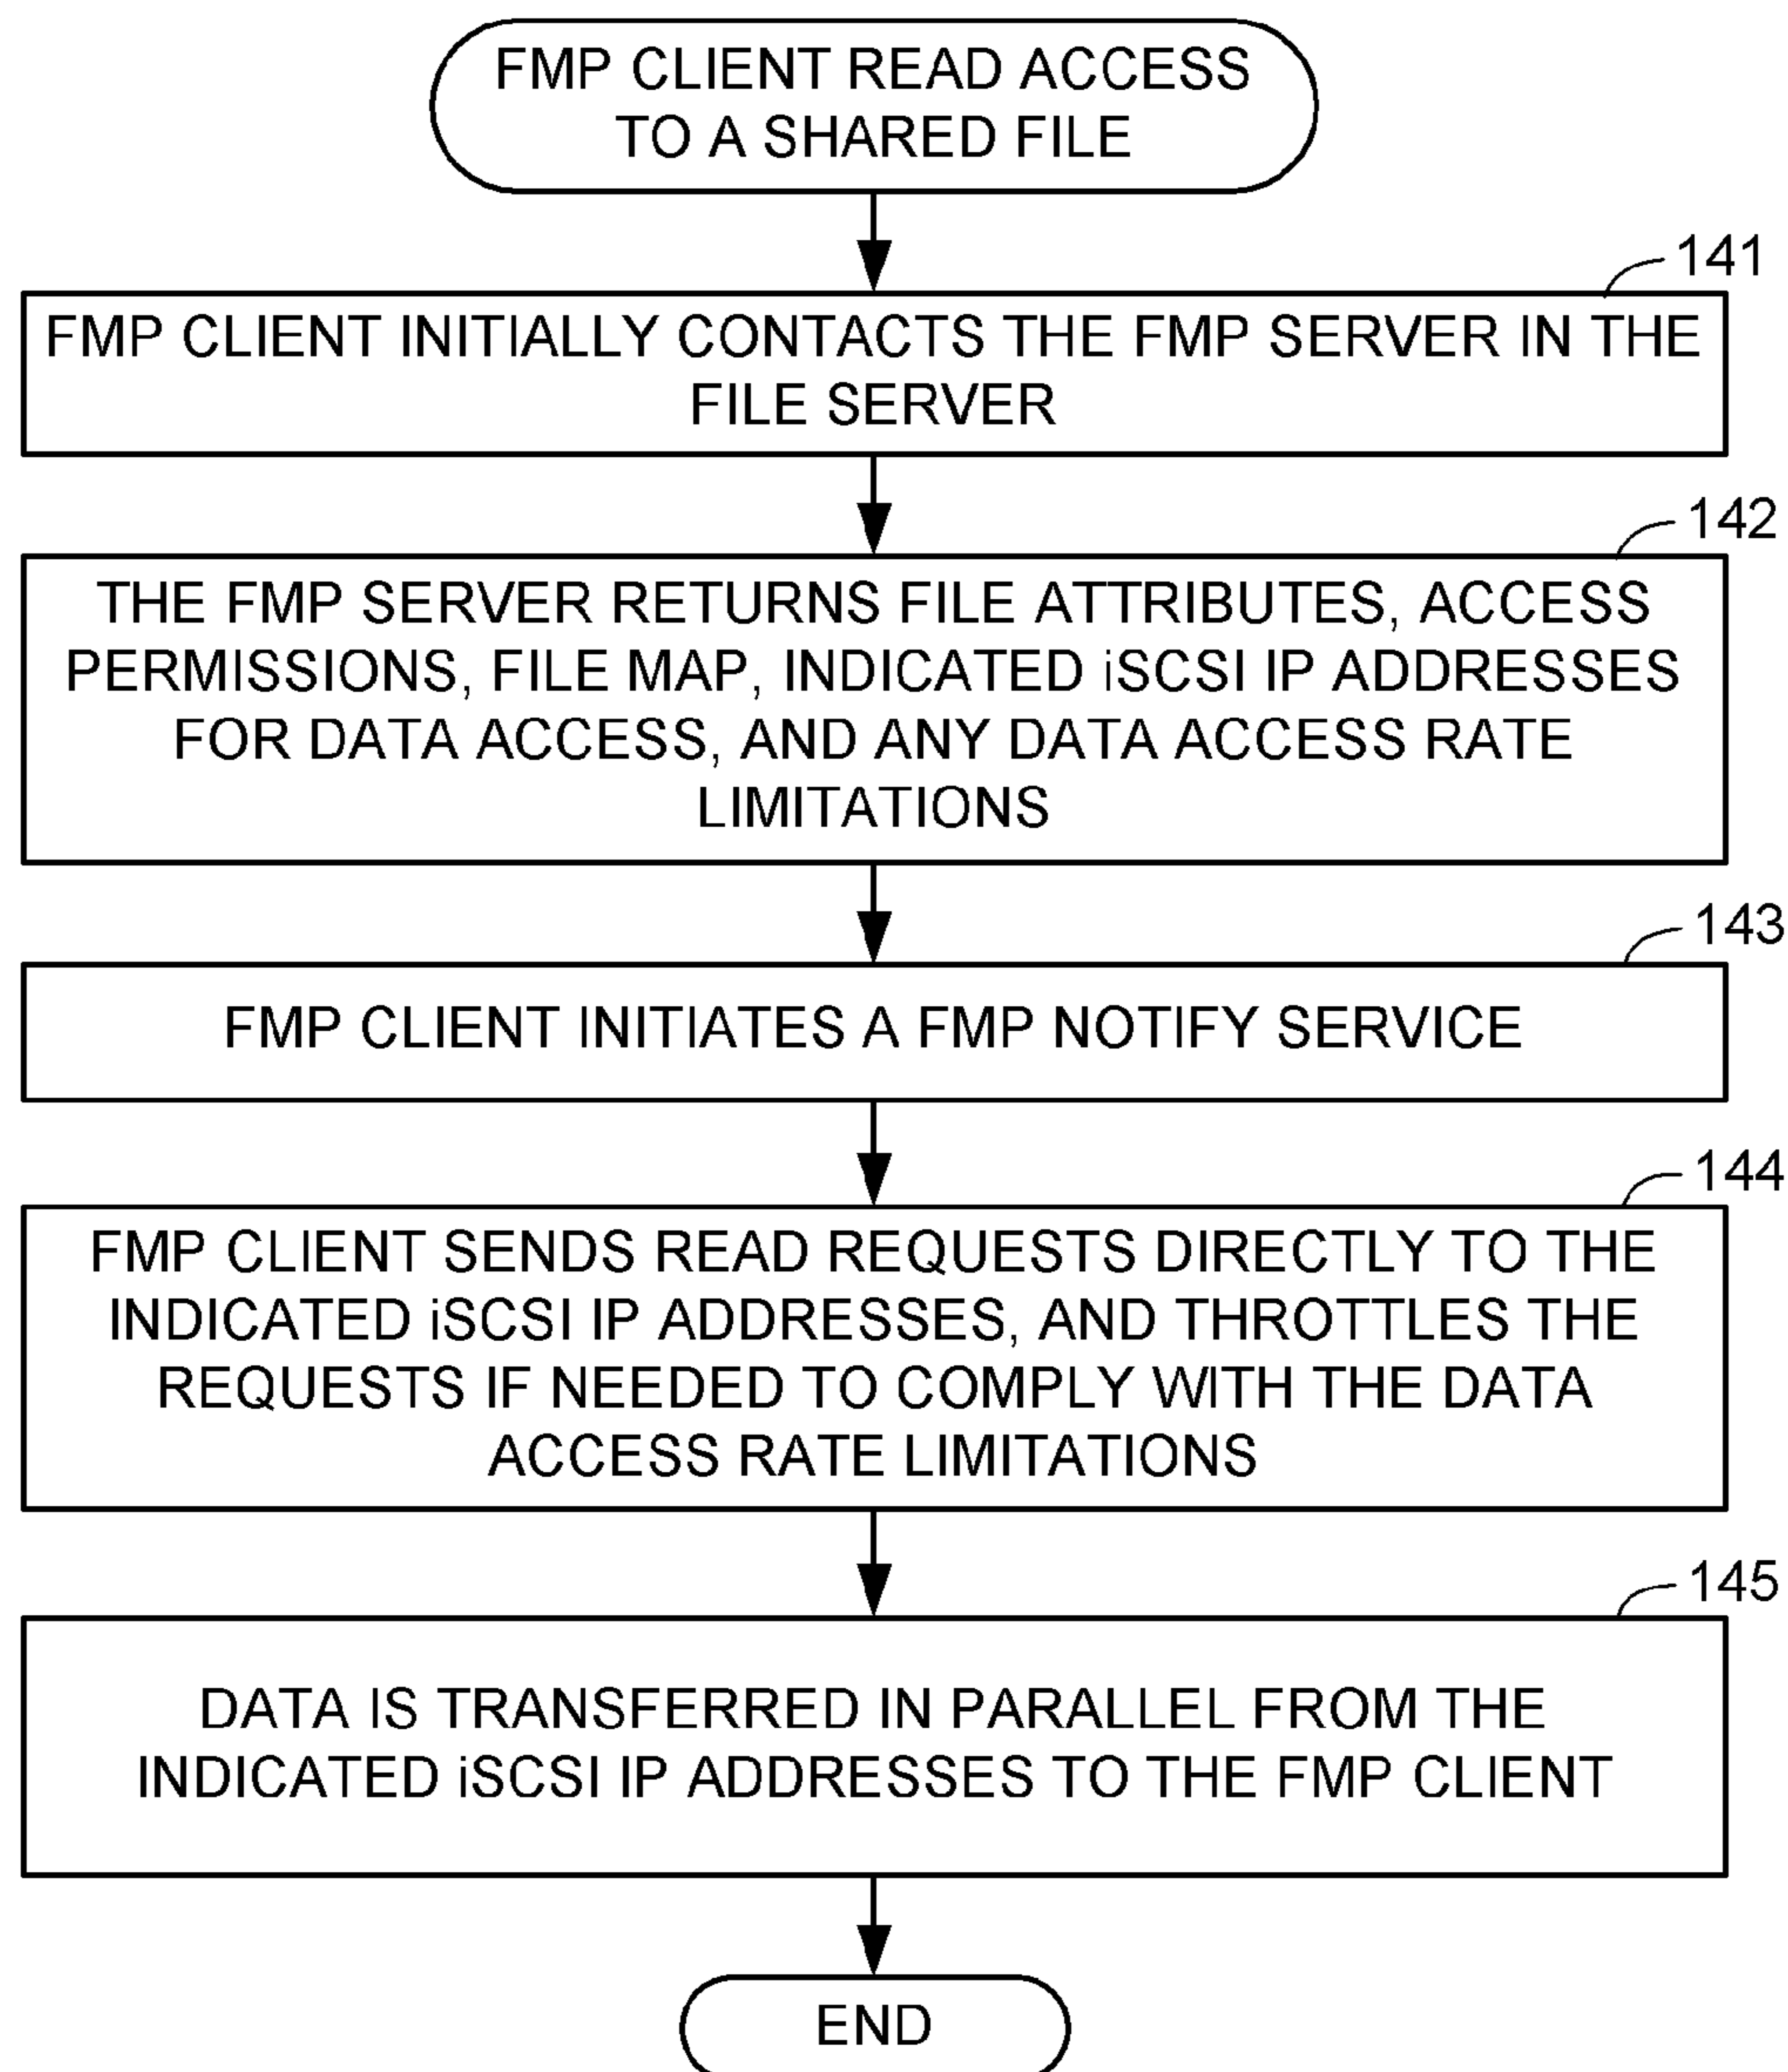 FMP CLIENT READ ACCESS
TO A SHARED FILE
141
FMP CLIENT INITIALLY CONTACTS THE FMP SERVER IN THE
FILE SERVER
142
THE FMP SERVER RETURNS FILE ATTRIBUTES, ACCESS
PERMISSIONS, FILE MAP, INDICATED iSCSI IP ADDRESSES
FOR DATA ACCESS, AND ANY DATA ACCESS RATE
LIMITATIONS
143
FMP CLIENT INITIATES A FMP NOTIFY SERVICE
144
FMP CLIENT SENDS READ REQUESTS DIRECTLY TO THE
INDICATED iSCSI IP ADDRESSES, AND THROTTLES THE
REQUESTS IF NEEDED TO COMPLY WITH THE DATA
ACCESS RATE LIMITATIONS
145
DATA IS TRANSFERRED IN PARALLEL FROM THE
INDICATED iSCSI IP ADDRESSES TO THE FMP CLIENT
END